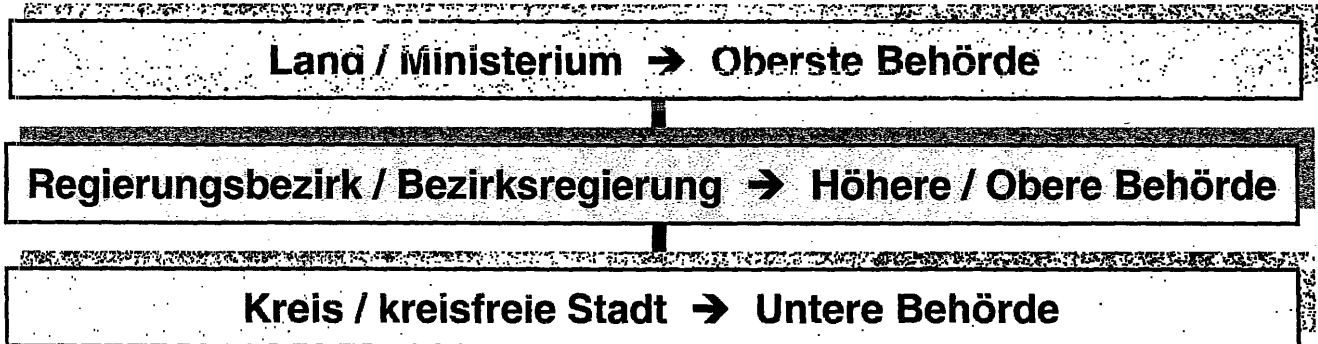 Land / Ministerium → Oberste Behörde
Regierungsbezirk / Bezirksregierung → Höhere / Obere Behörde
Kreis / kreisfreie Stadt → Untere Behörde